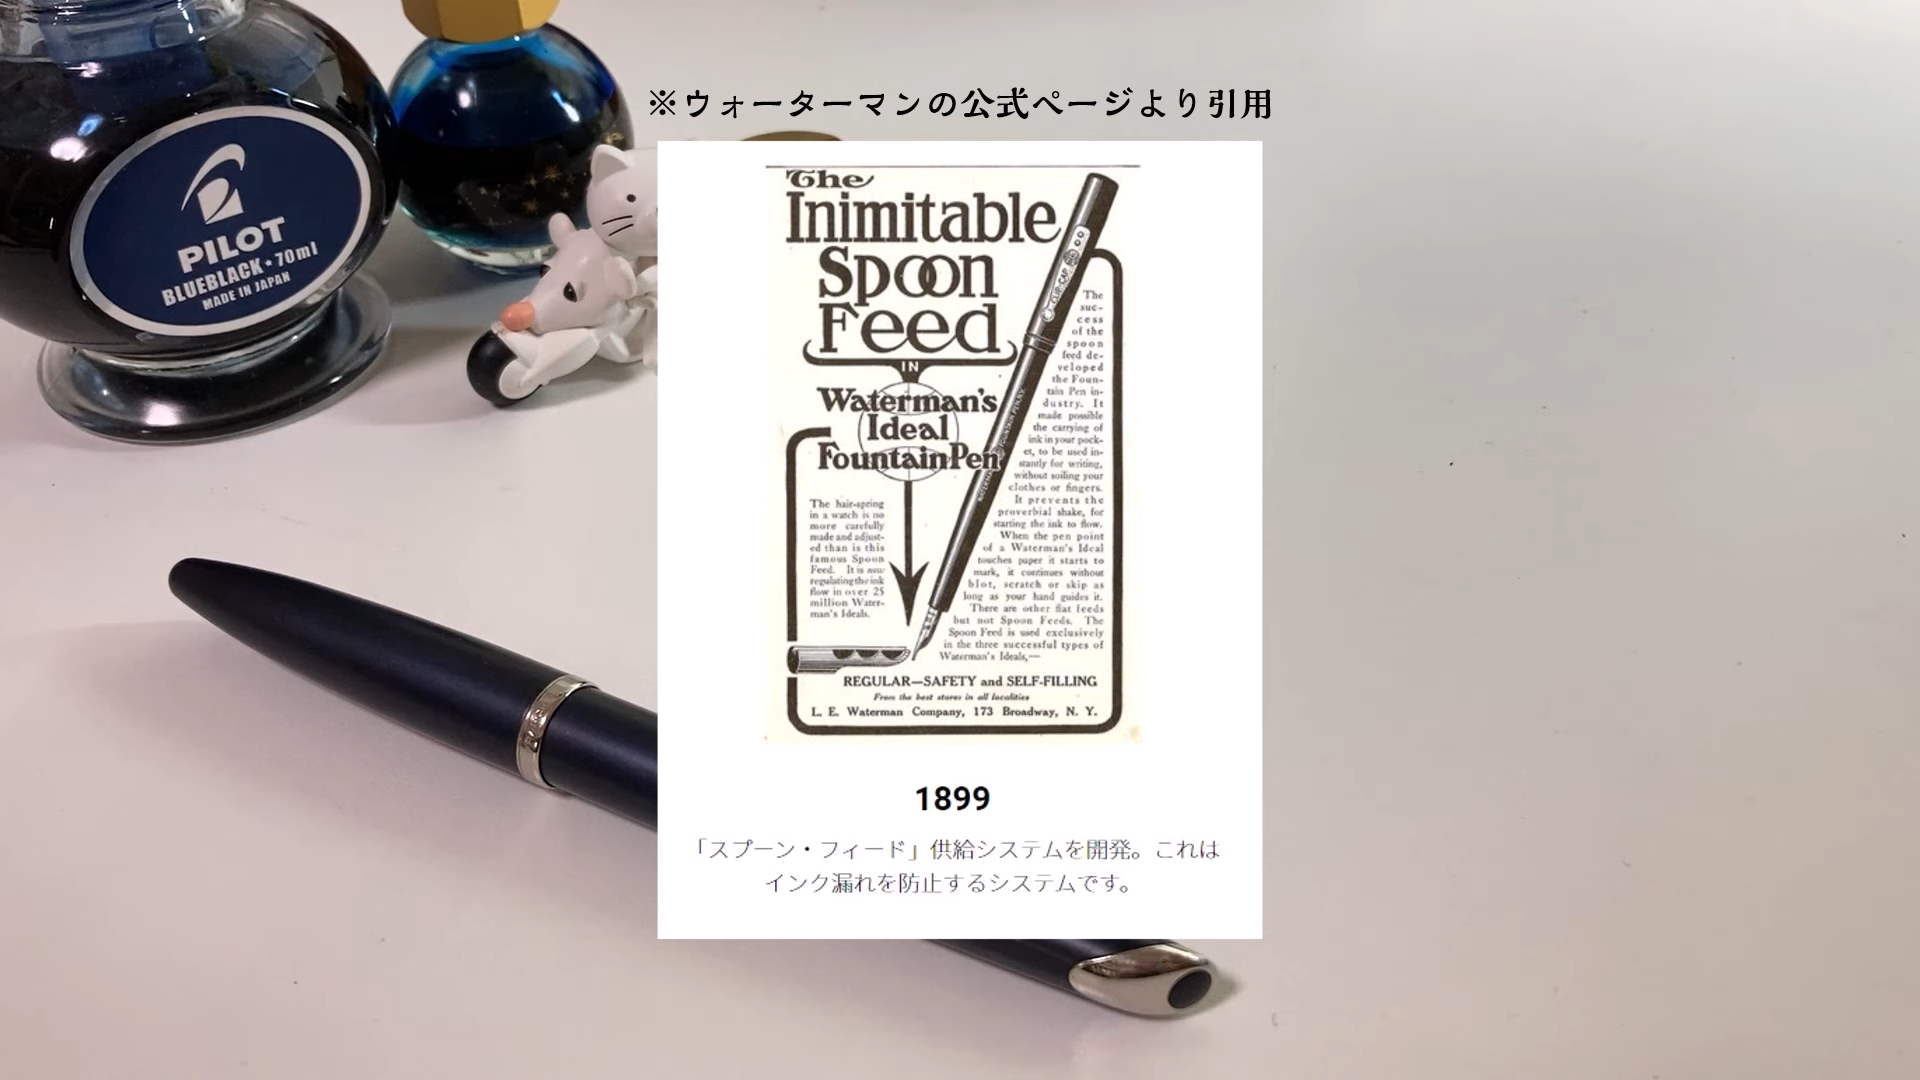 ※ウォーターマンの公式ページより引用
PILOT
BLUEBLACK・70ml
MADE IN JAPAN
The
Inimitable
Spoon
Feed
IN
Waterman's
Ideal
Fountain Pen
CLIP-CAP
The hair-spring
in a watch is no
more carefully
made and adjust-
ed than is this
famous Spoon
Feed. It is now
regulating the ink
flow in over 25
million Water-
man's Ideals.
The
suc-
cess
of the
spoon
feed de-
veloped
the Foun-
tain Pen in-
dustry. It
made possible
the carrying of
ink in your pock-
et, to be used in-
stantly for writing,
without soiling your
clothes or fingers.
It prevents the
proverbial shake, for
starting the ink to flow.
When the pen point
of a Waterman's Ideal
touches paper it starts to
mark, it continues without
blot, scratch or skip as
long as your hand guides it.
There are other flat feeds
but not Spoon Feeds. The
Spoon Feed is used exclusively
in the three successful types of
Waterman's Ideals,—
REGULAR—SAFETY and SELF-FILLING
From the best stores in all localities
L. E. Waterman Company, 173 Broadway, N. Y.
1899
「スプーン・フィード」供給システムを開発。これは
インク漏れを防止するシステムです。